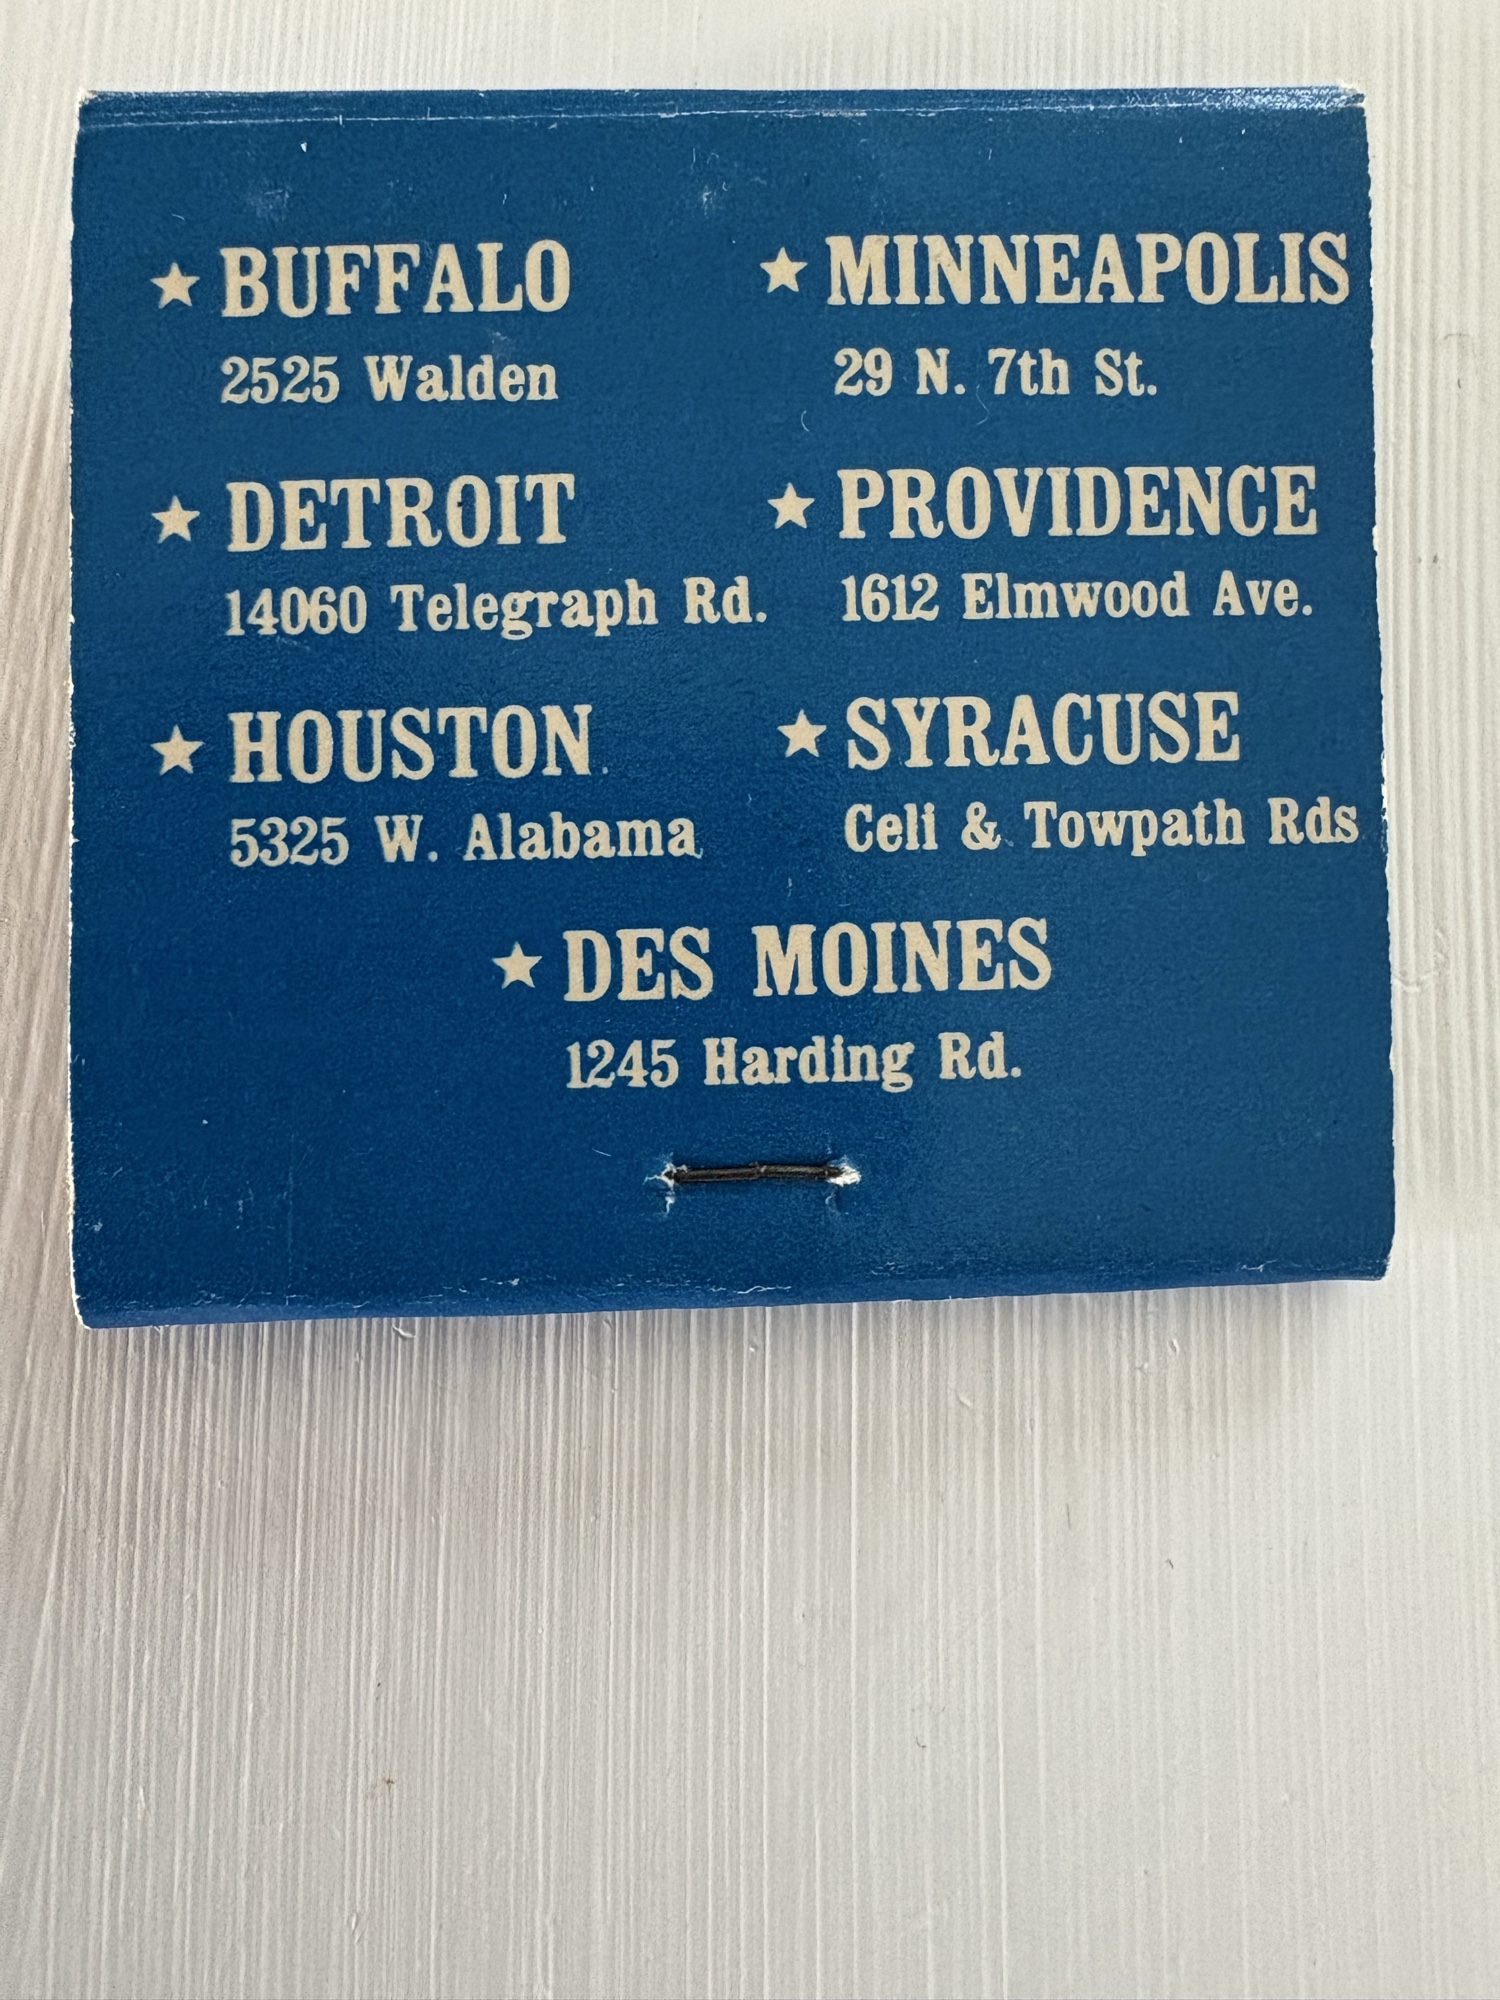 ★ BUFFALO
2525 Walden
★ DETROIT
14060 Telegraph Rd.
★ HOUSTON
5325 W. Alabama
★ MINNEAPOLIS
29 N. 7th St.
★ PROVIDENCE
1612 Elmwood Ave.
★ SYRACUSE
Celi & Towpath Rds
★ DES MOINES
1245 Harding Rd.